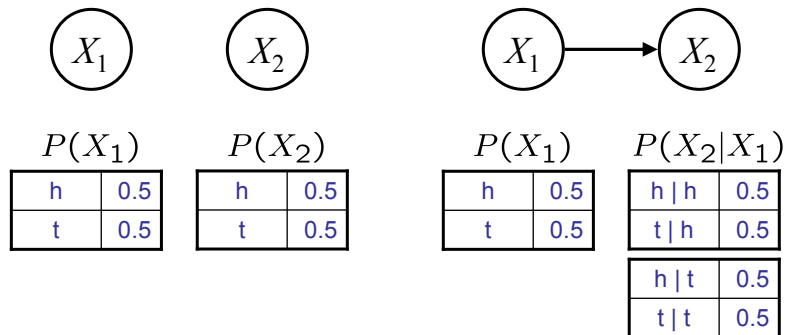 X₁ X₂ X₁ X₂
P(X₁) P(X₂) P(X₁) P(X₂|X₁)
h 0.5 h 0.5 h 0.5 h | h 0.5
t 0.5 t 0.5 t 0.5 t | h 0.5
h | t 0.5
t | t 0.5